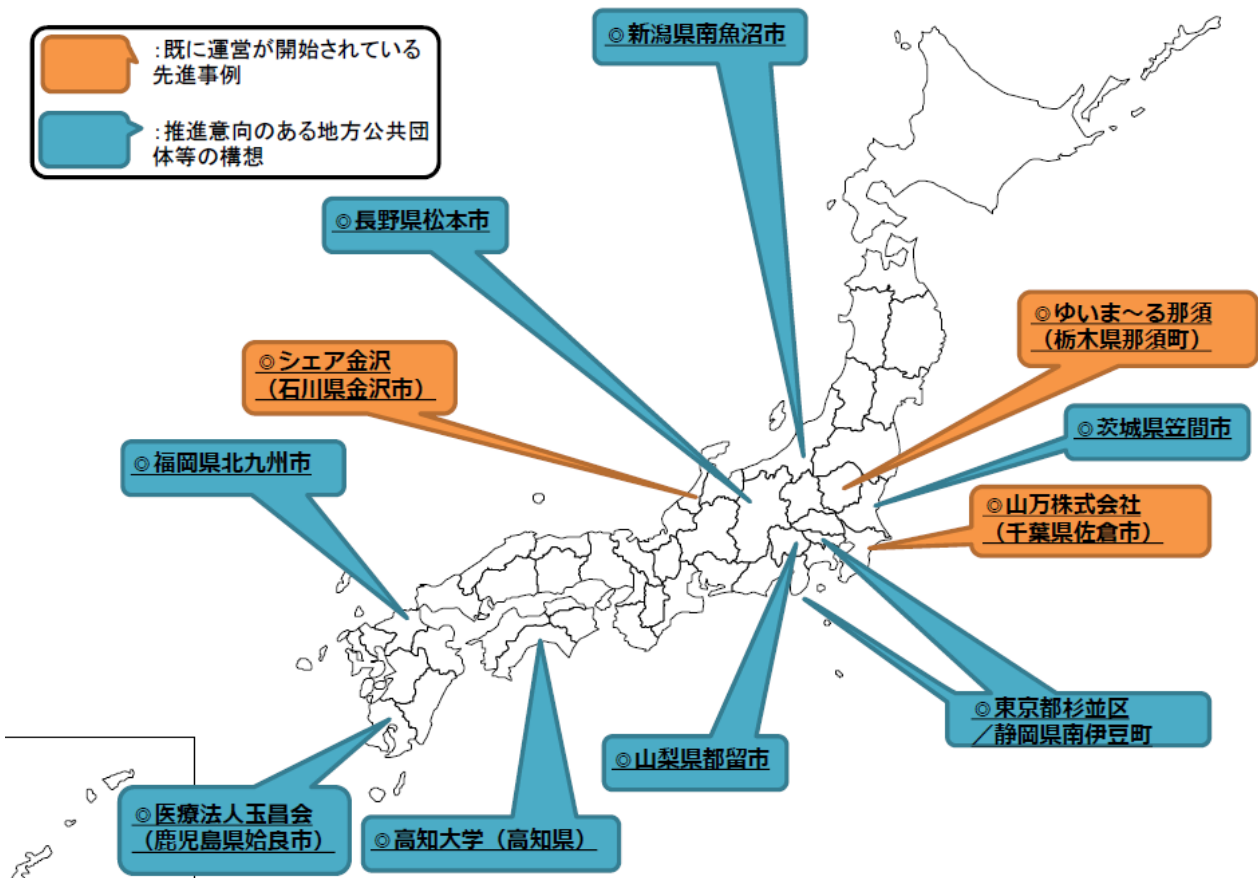 :既に運営が開始されている
先進事例
:推進意向のある地方公共団
体等の構想
◎新潟県南魚沼市
◎長野県松本市
◎ゆいま～る那須
（栃木県那須町）
◎シェア金沢
（石川県金沢市）
◎茨城県笠間市
◎福岡県北九州市
◎山万株式会社
（千葉県佐倉市）
◎東京都杉並区
／静岡県南伊豆町
◎山梨県都留市
◎医療法人玉昌会
（鹿児島県姶良市）
◎高知大学（高知県）